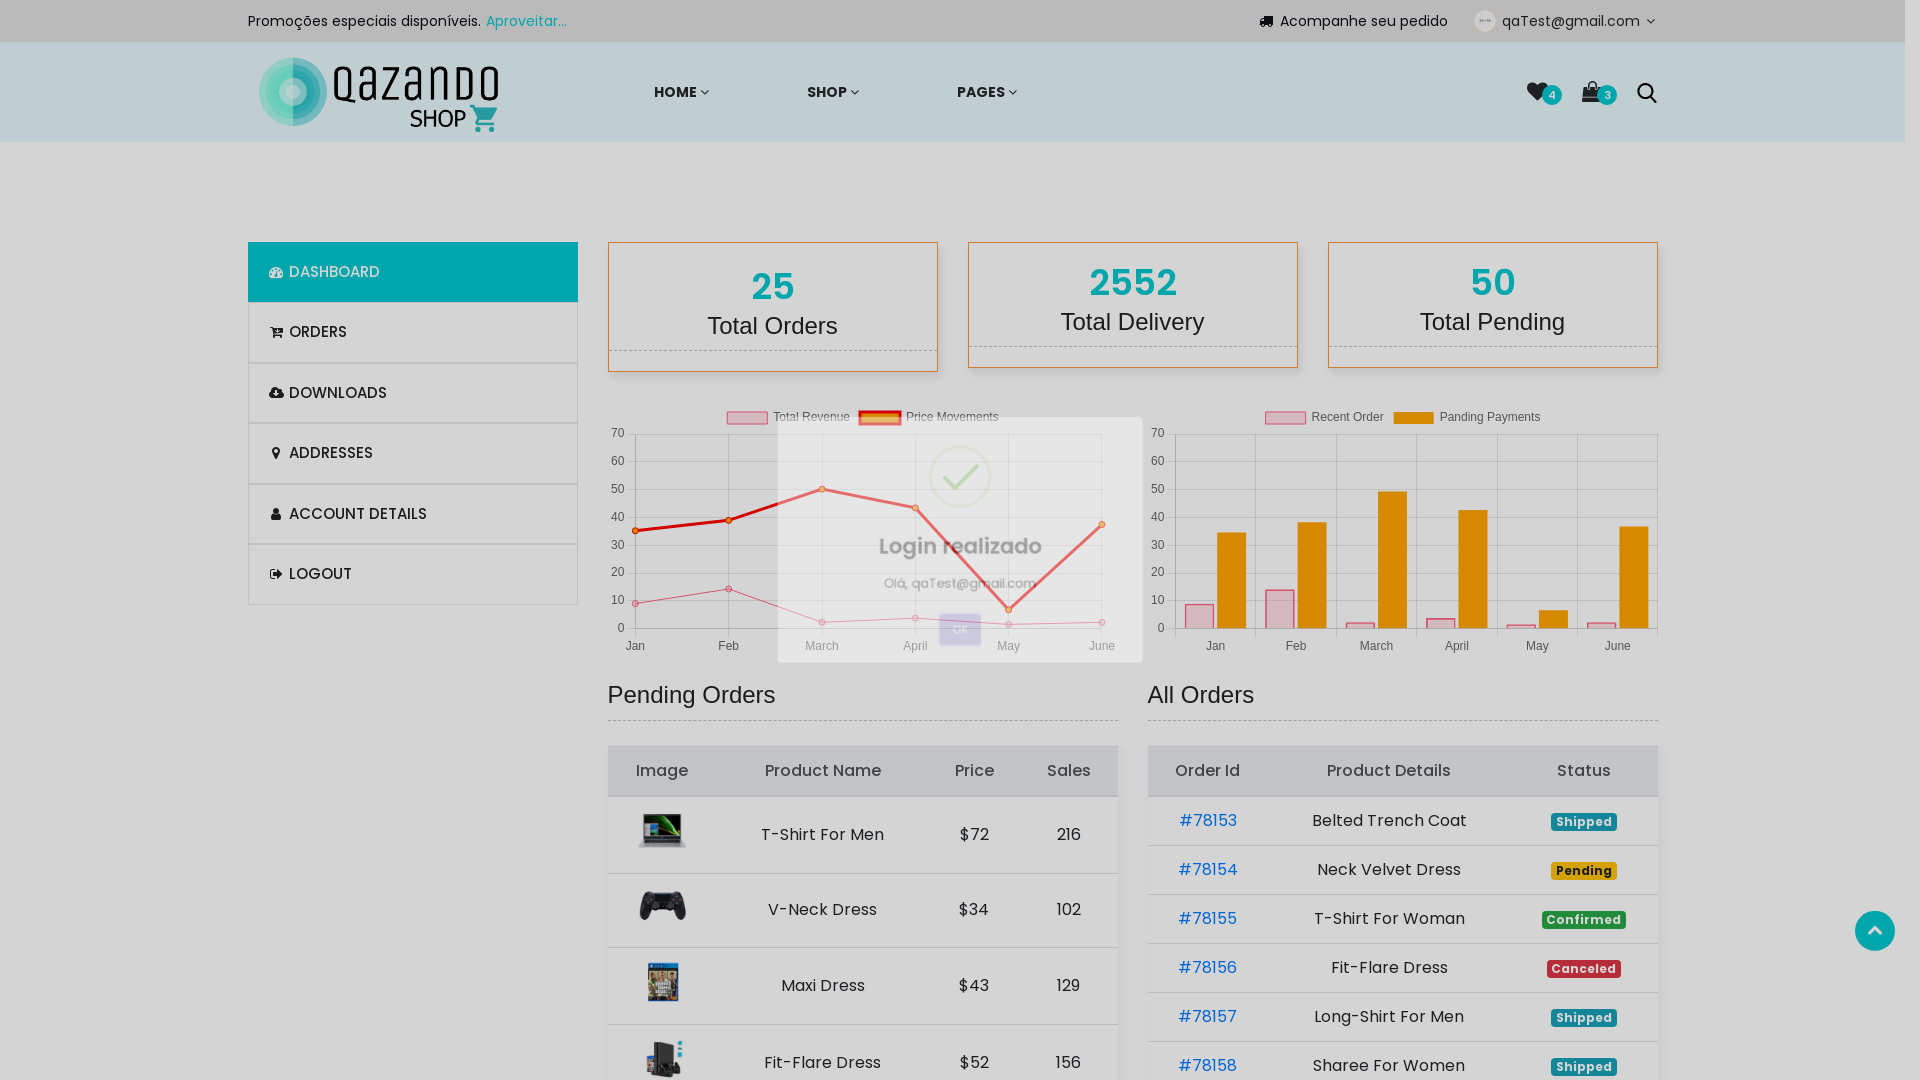 Promoções especiais disponíveis. Aproveitar...
Acompanhe seu pedido
qaTest@gmail.com
Qazando
SHOP
HOME
SHOP
PAGES
4
3
DASHBOARD
ORDERS
DOWNLOADS
ADDRESSES
ACCOUNT DETAILS
LOGOUT
25
Total Orders
2552
Total Delivery
50
Total Pending
Total Revenue
Price Movements
70
60
50
40
30
20
10
0
Jan
Feb
March
April
May
June
Login realizado
Olá, qaTest@gmail.com
OK
Recent Order
Panding Payments
70
60
50
40
30
20
10
0
Jan
Feb
March
April
May
June
Pending Orders
Image Product Name Price Sales
T-Shirt For Men $72 216
V-Neck Dress $34 102
Maxi Dress $43 129
Fit-Flare Dress $52 156
All Orders
Order Id Product Details Status
#78153 Belted Trench Coat Shipped
#78154 Neck Velvet Dress Pending
#78155 T-Shirt For Woman Confirmed
#78156 Fit-Flare Dress Canceled
#78157 Long-Shirt For Men Shipped
#78158 Sharee For Women Shipped